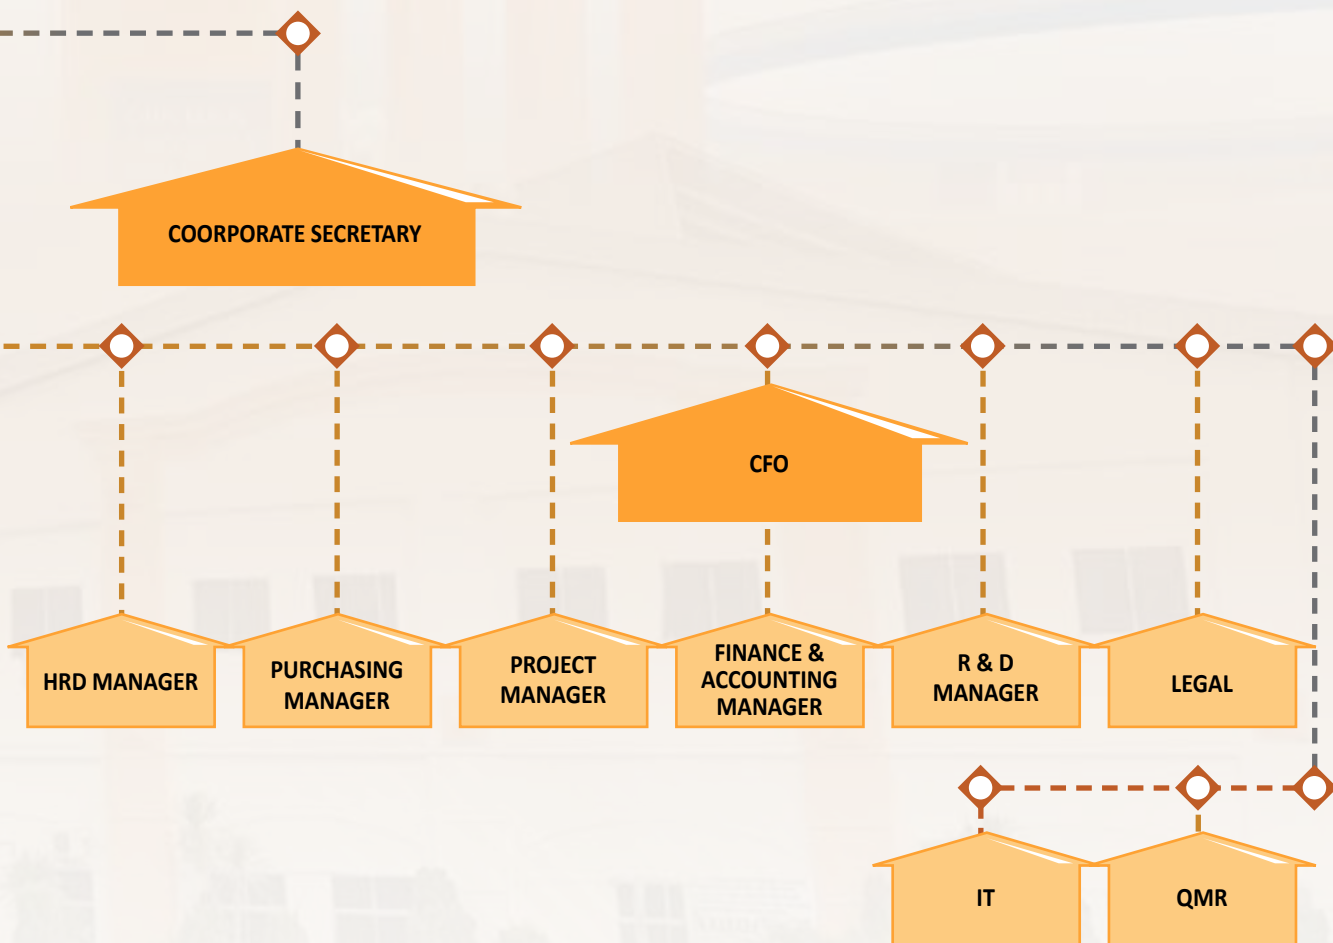 COORPORATE SECRETARY
CFO
HRD MANAGER
PURCHASING
MANAGER
PROJECT
MANAGER
FINANCE &
ACCOUNTING
MANAGER
R & D
MANAGER
LEGAL
IT
QMR